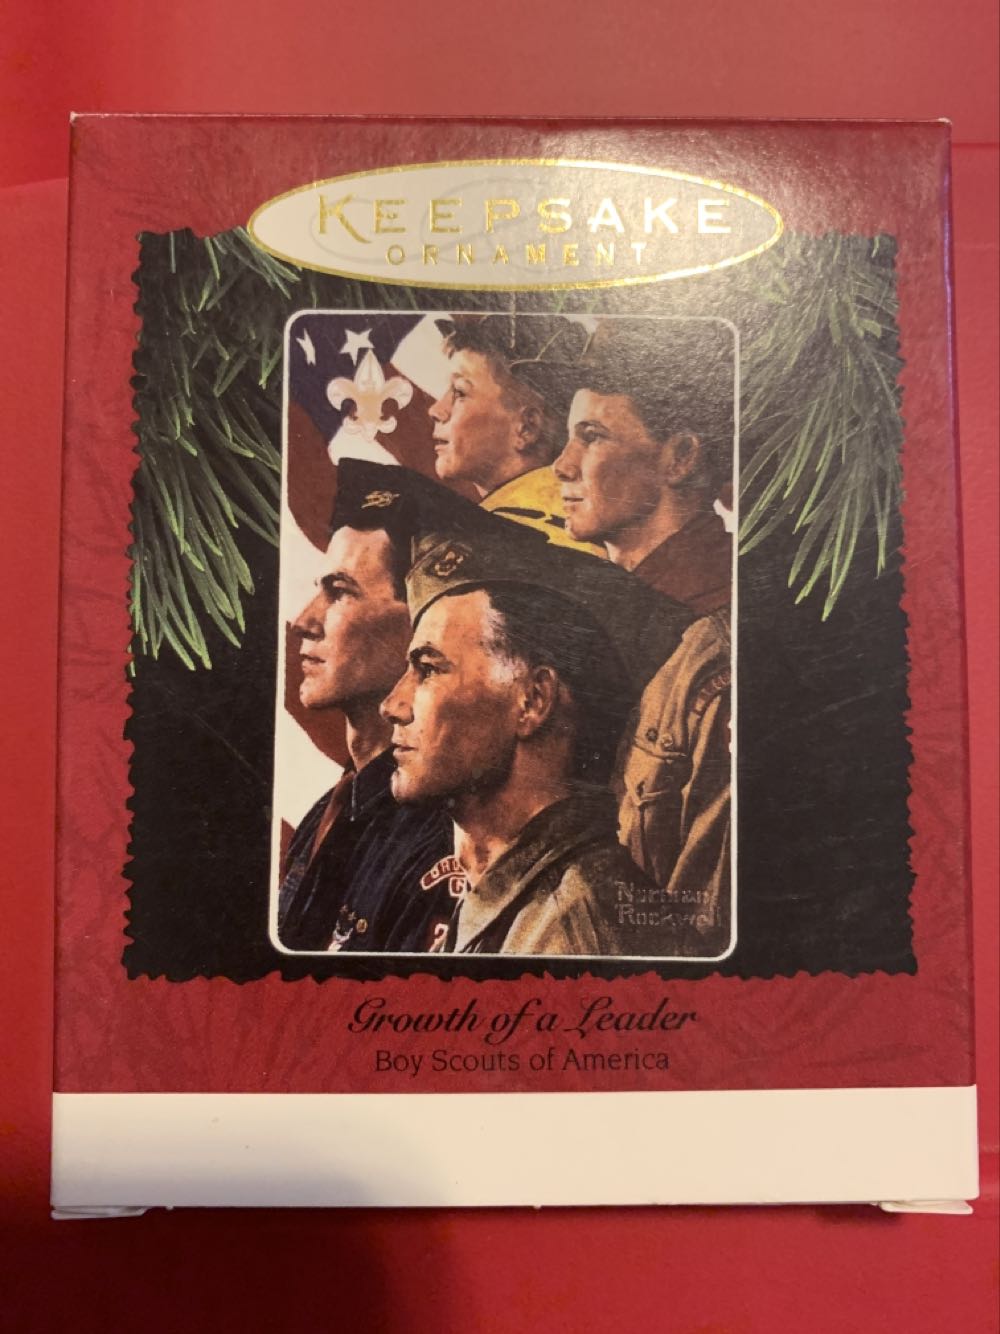 KEEPSAKE
ORNAMENT
Norman
Rockwell
Growth of a Leader
Boy Scouts of America